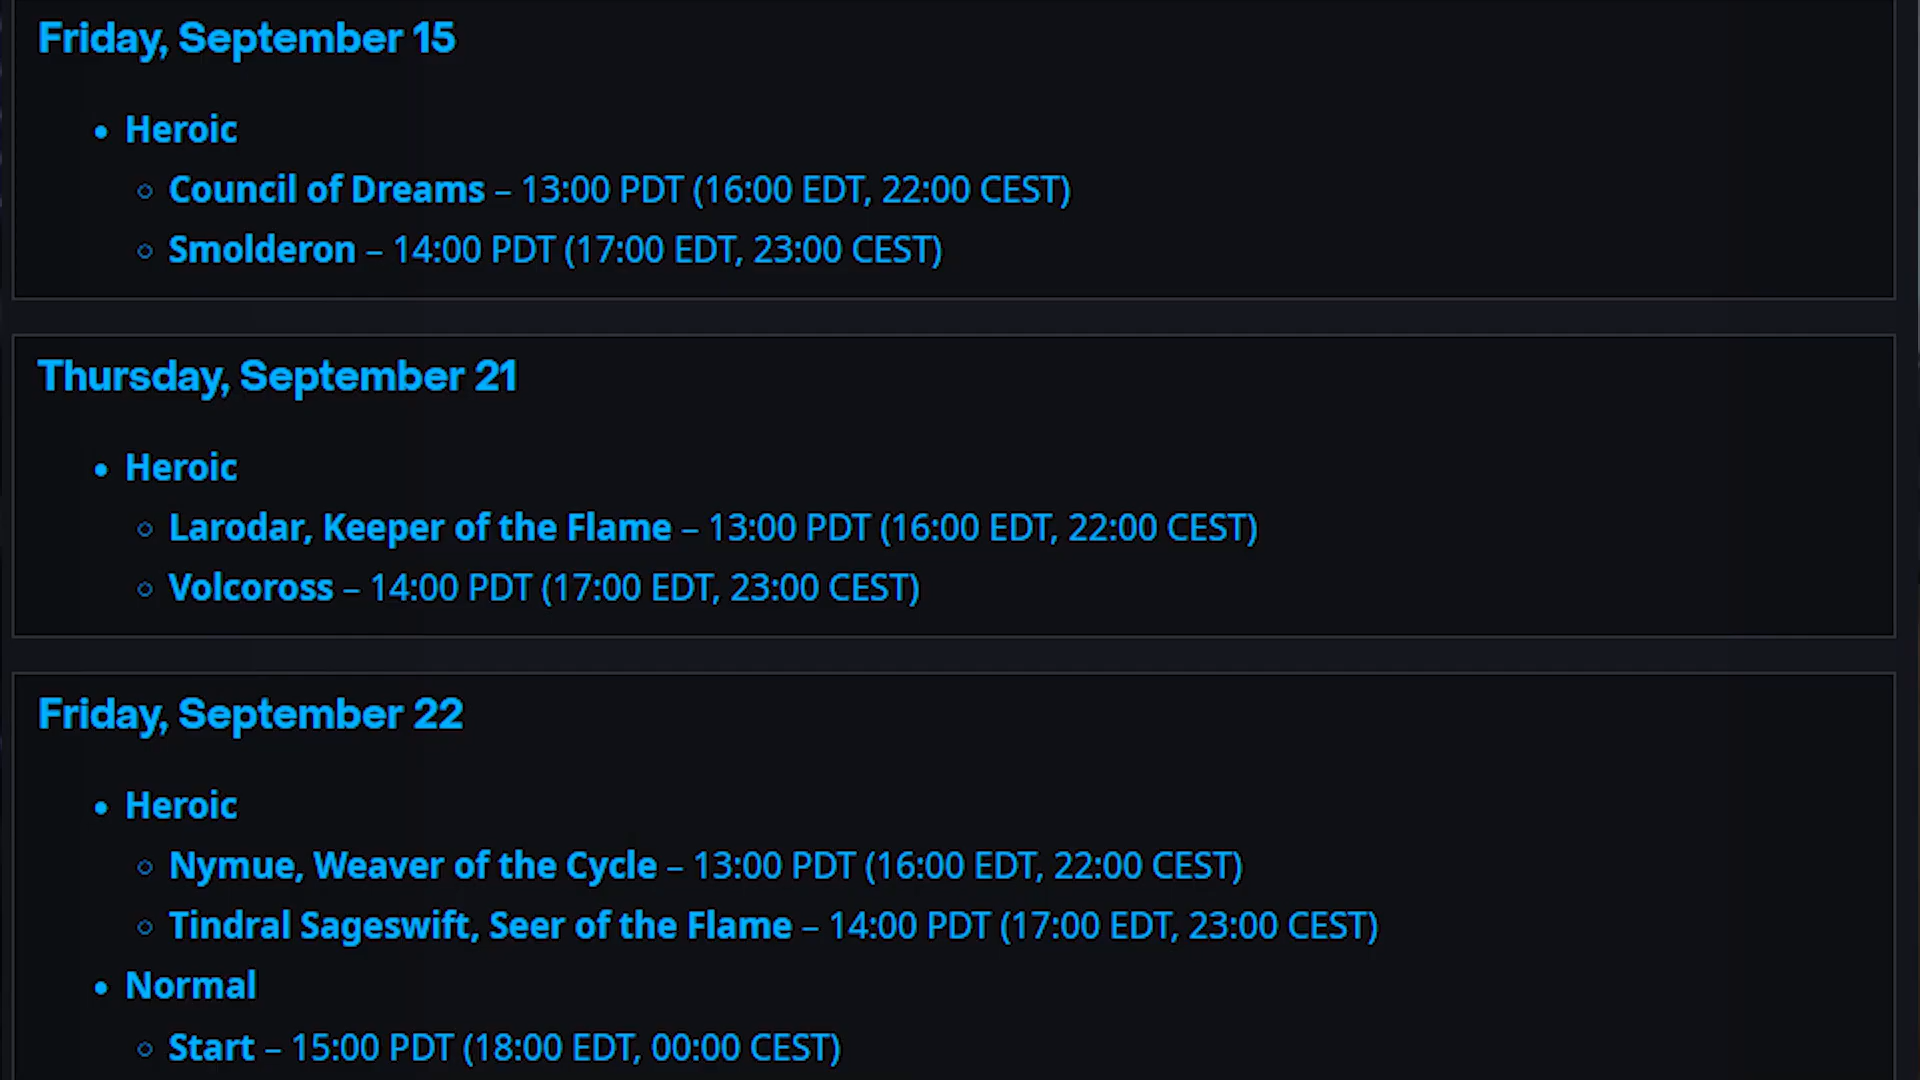 Friday, September 15
• Heroic
○ Council of Dreams – 13:00 PDT (16:00 EDT, 22:00 CEST)
○ Smolderon – 14:00 PDT (17:00 EDT, 23:00 CEST)
Thursday, September 21
• Heroic
○ Larodar, Keeper of the Flame – 13:00 PDT (16:00 EDT, 22:00 CEST)
○ Volcoross – 14:00 PDT (17:00 EDT, 23:00 CEST)
Friday, September 22
• Heroic
○ Nymue, Weaver of the Cycle – 13:00 PDT (16:00 EDT, 22:00 CEST)
○ Tindral Sageswift, Seer of the Flame – 14:00 PDT (17:00 EDT, 23:00 CEST)
• Normal
○ Start – 15:00 PDT (18:00 EDT, 00:00 CEST)